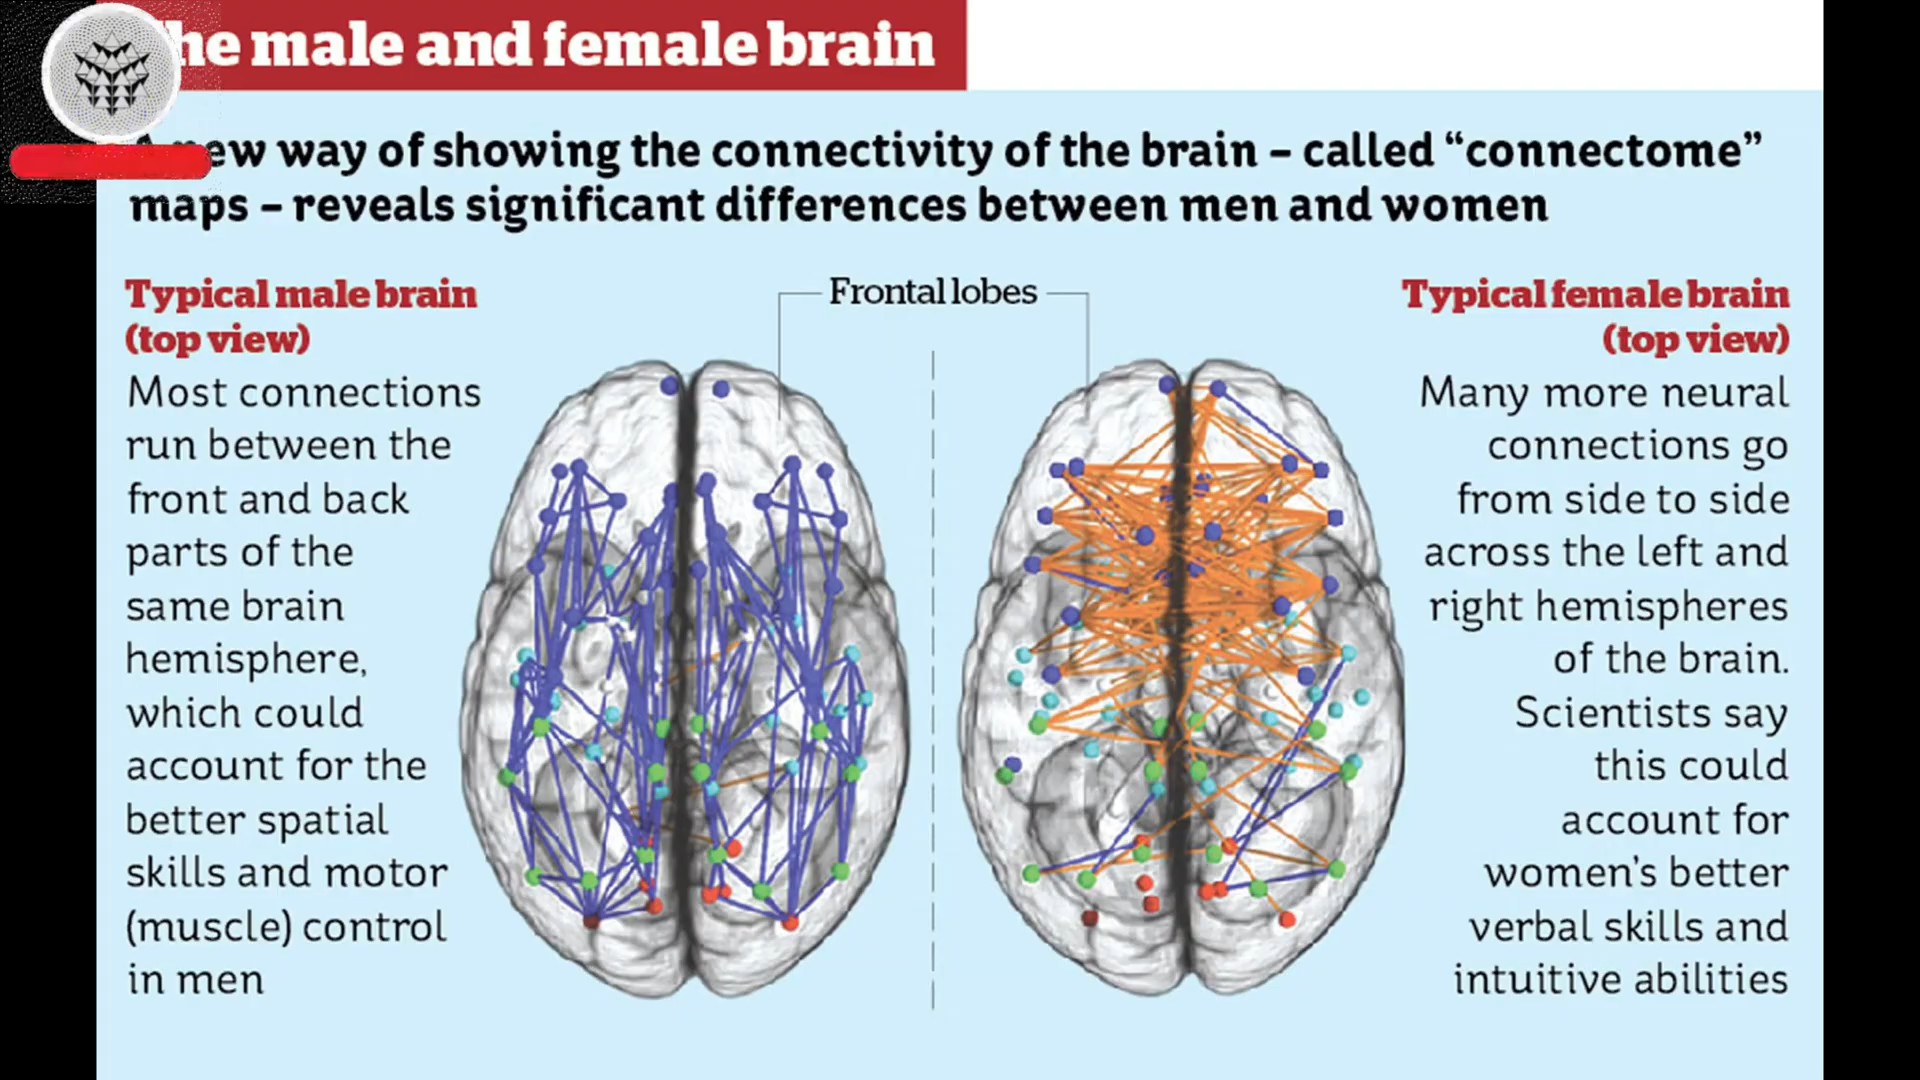 he male and female brain
ew way of showing the connectivity of the brain – called “connectome”
maps – reveals significant differences between men and women
Typical male brain
(top view)
Most connections
run between the
front and back
parts of the
same brain
hemisphere,
which could
account for the
better spatial
skills and motor
(muscle) control
in men
Frontal lobes
Typical female brain
(top view)
Many more neural
connections go
from side to side
across the left and
right hemispheres
of the brain.
Scientists say
this could
account for
women’s better
verbal skills and
intuitive abilities